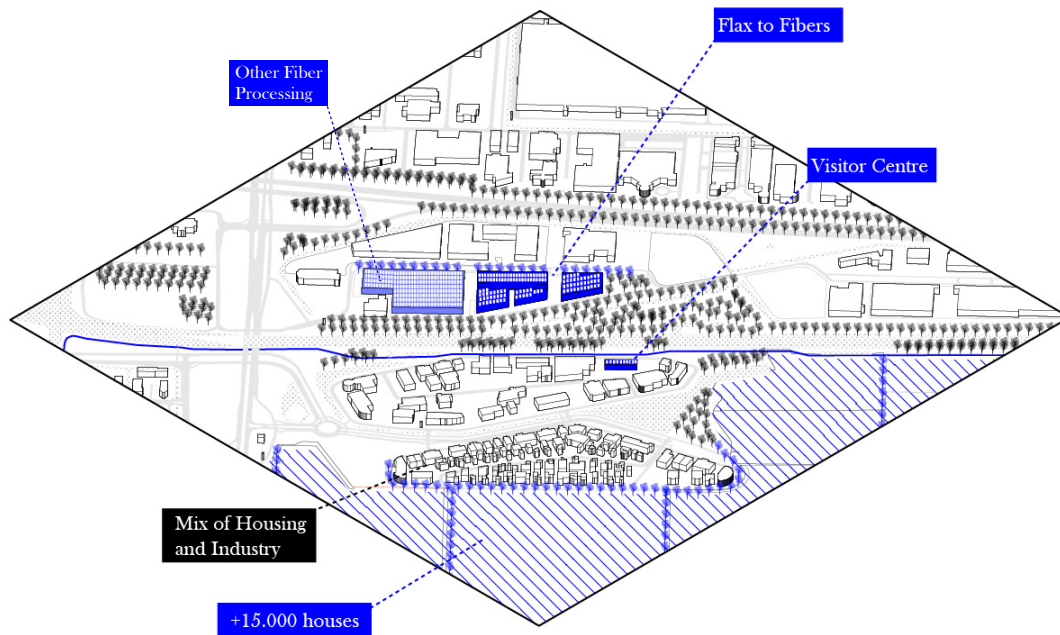 Flax to Fibers
Other Fiber
Processing
Visitor Centre
Mix of Housing
and Industry
+15.000 houses